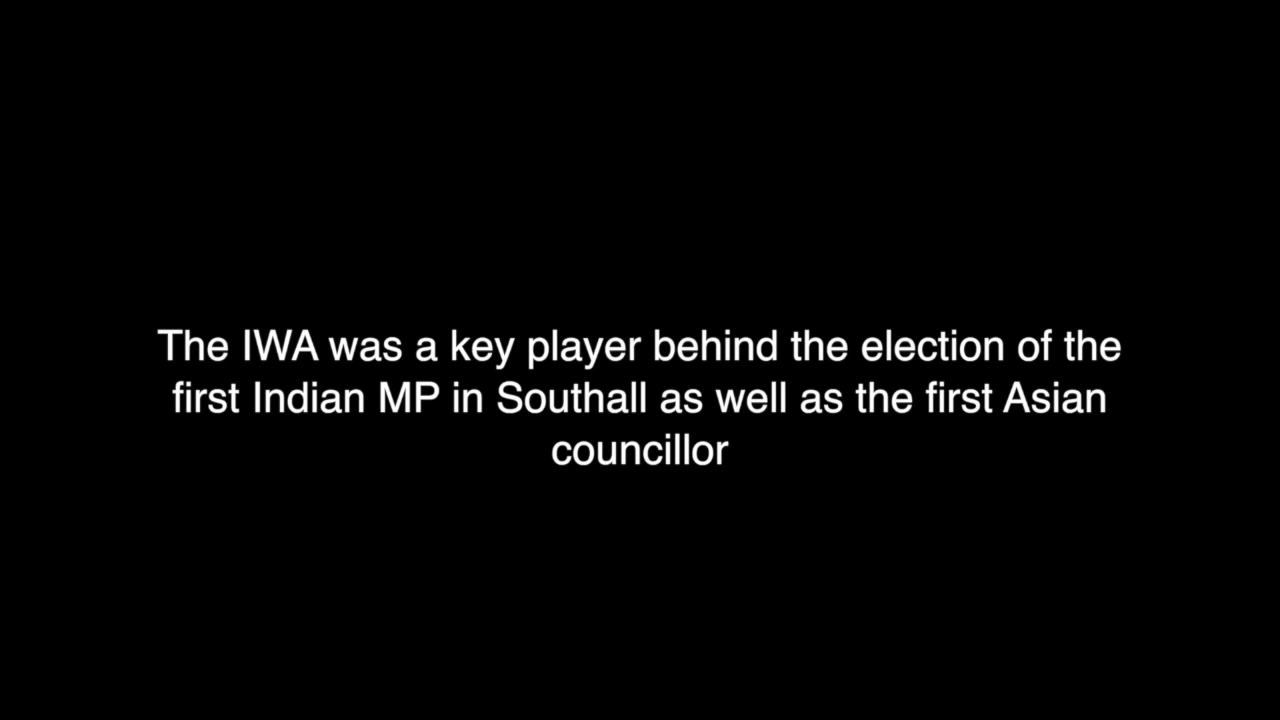 The IWA was a key player behind the election of the
first Indian MP in Southall as well as the first Asian
councillor